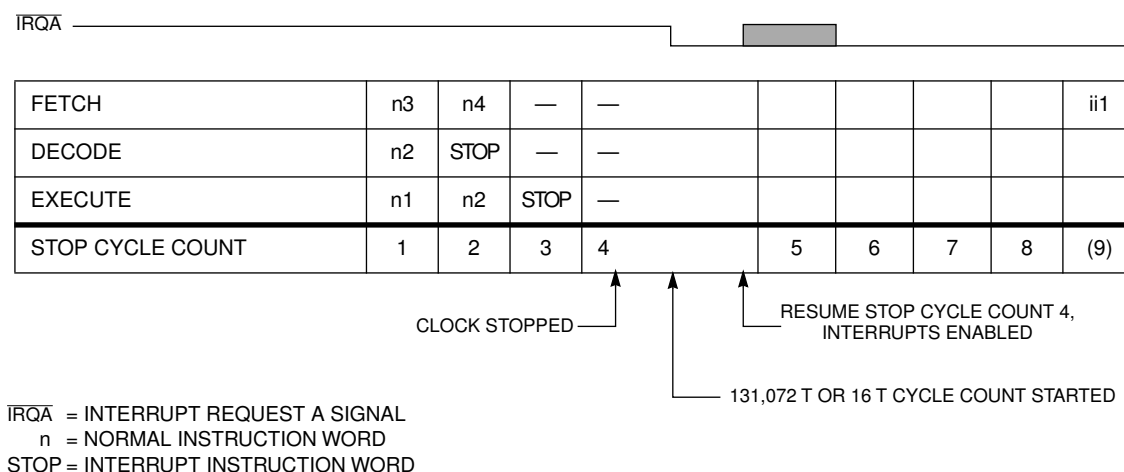 IRQA
FETCH n3 n4 — — ii1
DECODE n2 STOP — —
EXECUTE n1 n2 STOP —
STOP CYCLE COUNT 1 2 3 4 5 6 7 8 (9)
CLOCK STOPPED
RESUME STOP CYCLE COUNT 4,
INTERRUPTS ENABLED
131,072 T OR 16 T CYCLE COUNT STARTED
IRQA = INTERRUPT REQUEST A SIGNAL
n = NORMAL INSTRUCTION WORD
STOP = INTERRUPT INSTRUCTION WORD